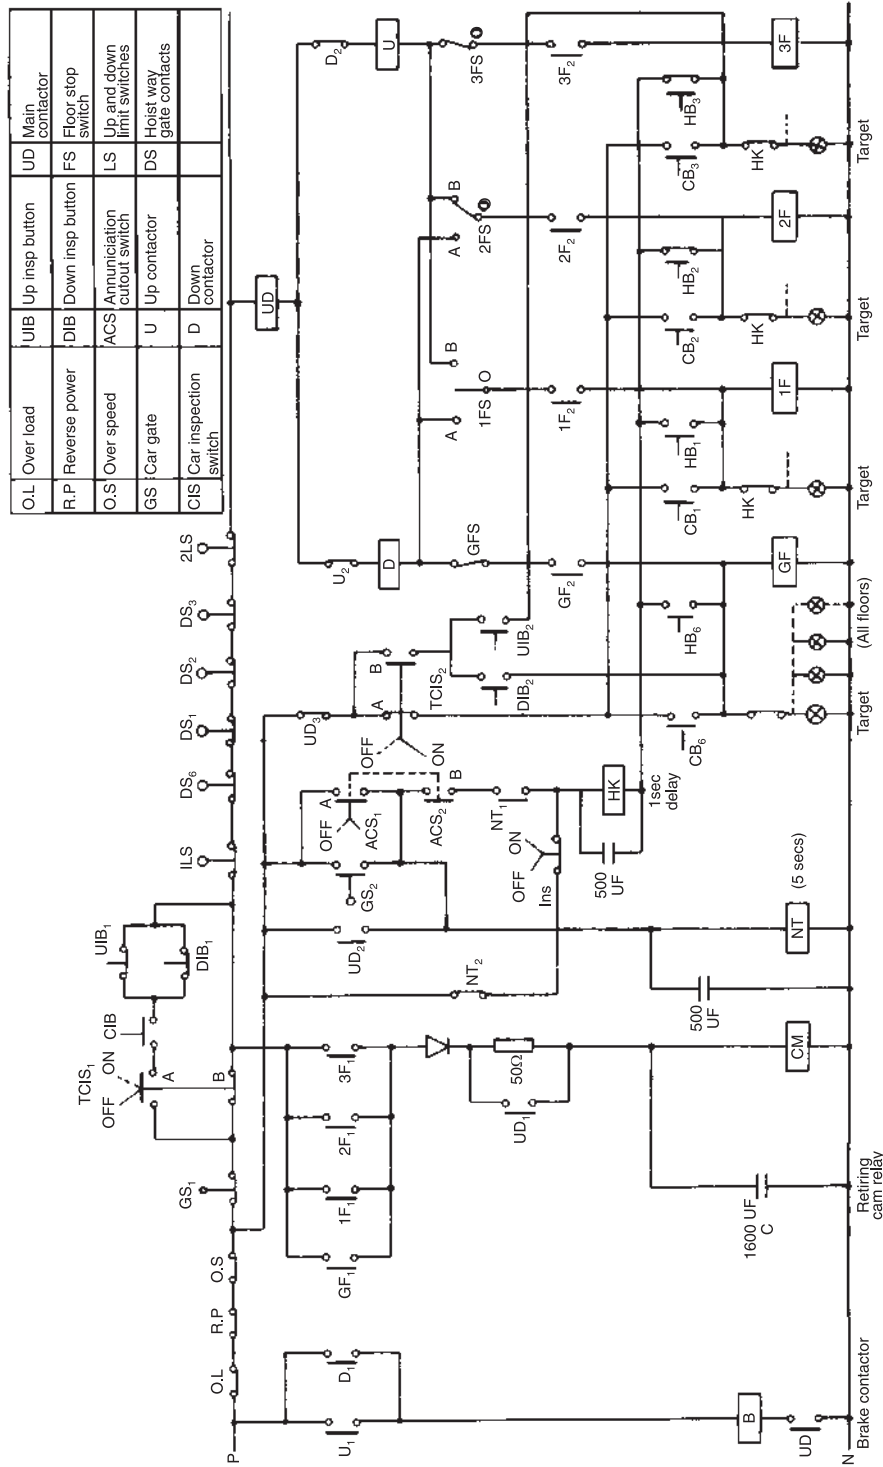 O.L Over load UIB Up insp button UD Main contactor
R.P Reverse power DIB Down insp button FS Floor stop switch
O.S Over speed ACS Annuniciation cutout switch LS Up and down limit switches
GS Car gate U Up contactor DS Hoist way gate contacts
CIS Car inspection switch D Down contactor
P
O.L
R.P
O.S
GS₁
TCIS₁
OFF
ON
A
B
CIB
UIB₁
DIB₁
ILS
DS₆
DS₁
DS₂
DS₃
2LS
U₁
D₁
GF₁
1F₁
2F₁
3F₁
UD₁
50Ω
NT₂
UD₂
GS₂
OFF
A
ACS₁
ACS₂
B
NT₁
OFF
ON
Ins
UD₃
OFF
ON
A
B
TCIS₂
DIB₂
UIB₂
UD
U₂
D
D₂
U
GFS
GF₂
A
B
1FS
O
1F₂
A
B
2FS
2F₂
3FS
3F₂
B
UD
1600 UF
C
CM
500
UF
NT
(5 secs)
500
UF
HK
1sec
delay
CB₆
HB₆
GF
CB₁
HB₁
HK
1F
CB₂
HB₂
HK
2F
CB₃
HB₃
HK
3F
N
Brake contactor
Retiring
cam relay
Target
(All floors)
Target
Target
Target